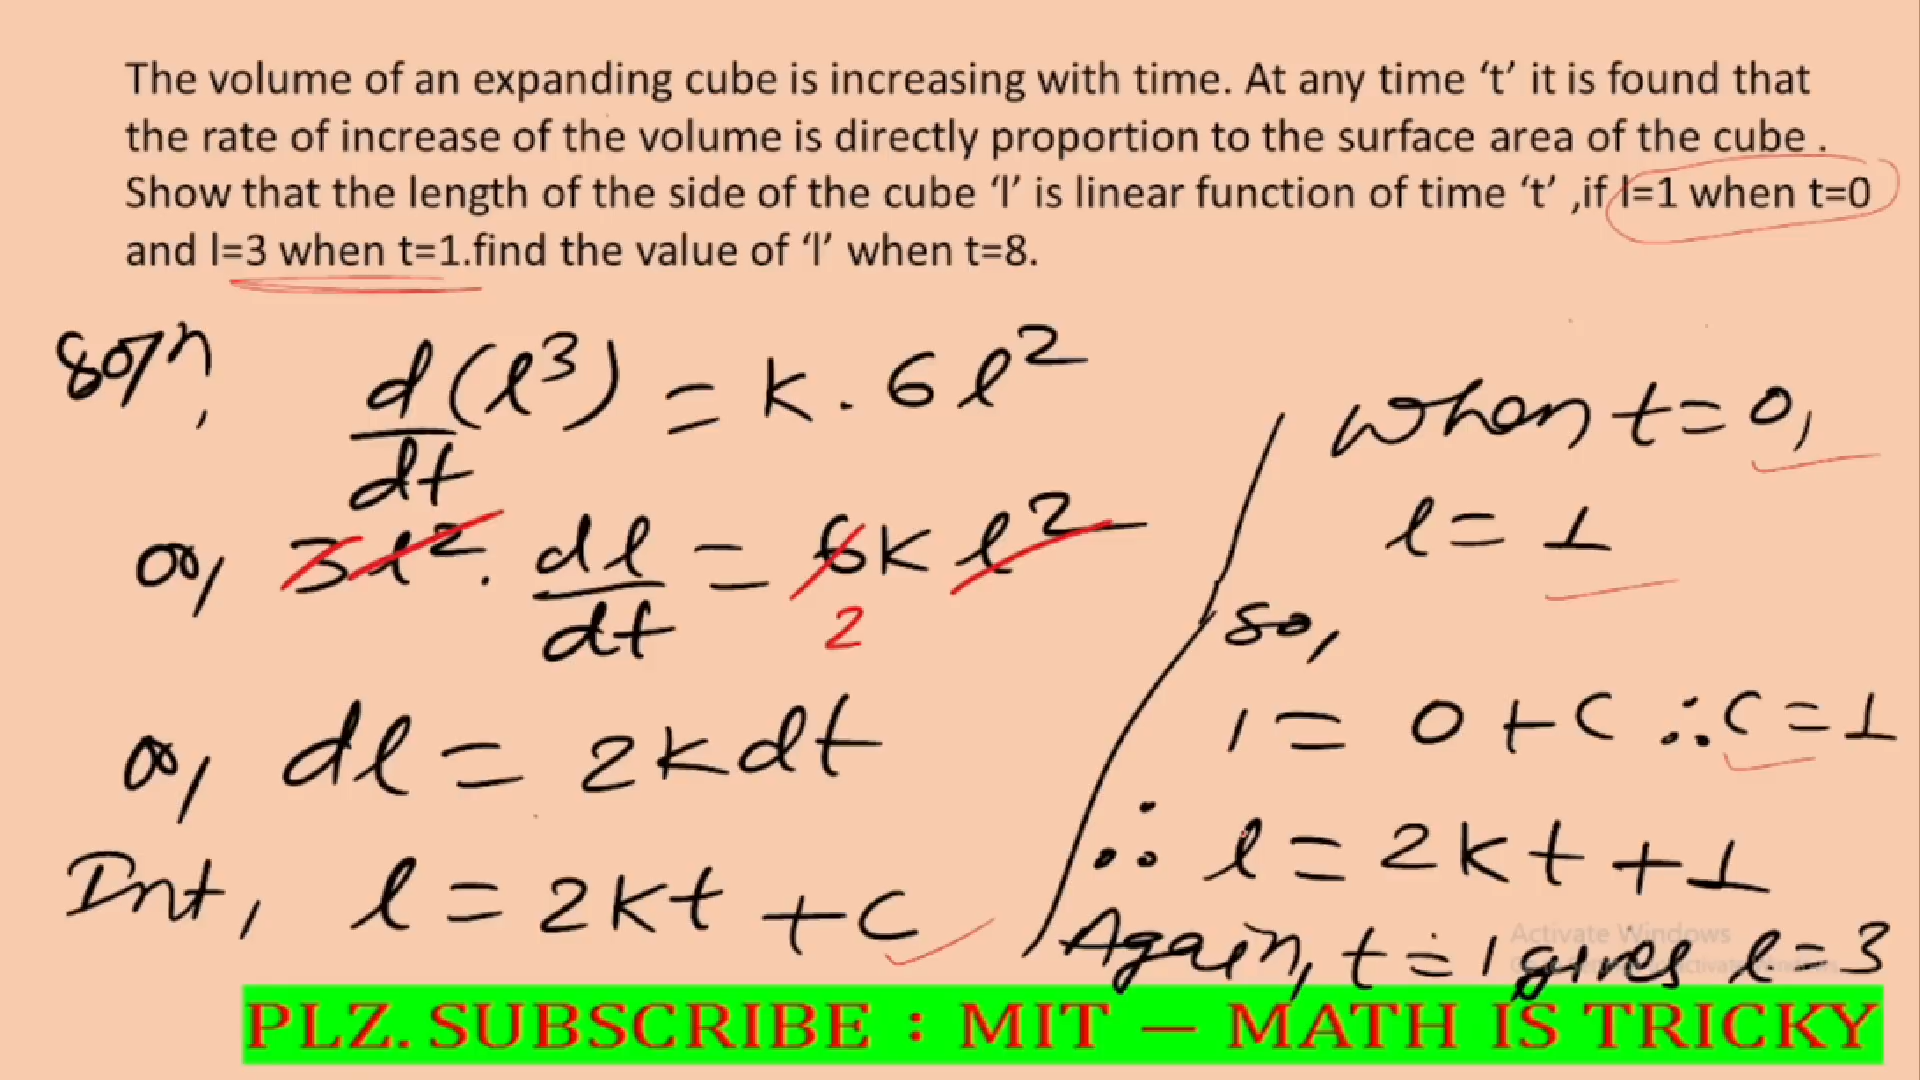 The volume of an expanding cube is increasing with time. At any time ‘t’ it is found that
the rate of increase of the volume is directly proportion to the surface area of the cube .
Show that the length of the side of the cube ‘l’ is linear function of time ‘t’ ,if l=1 when t=0
and l=3 when t=1.find the value of ‘l’ when t=8.
Soln,
d/dt (l³) = k . 6l²
or, 3l² . dl/dt = 6k l²
2
or, dl = 2kdt
Int, l = 2kt + c
when t=0,
l = 1
so,
1 = 0 + c ∴ c = 1
∴ l = 2kt + 1
Again, t = 1 gives l = 3
Activate Windows
PLZ. SUBSCRIBE : MIT – MATH IS TRICKY